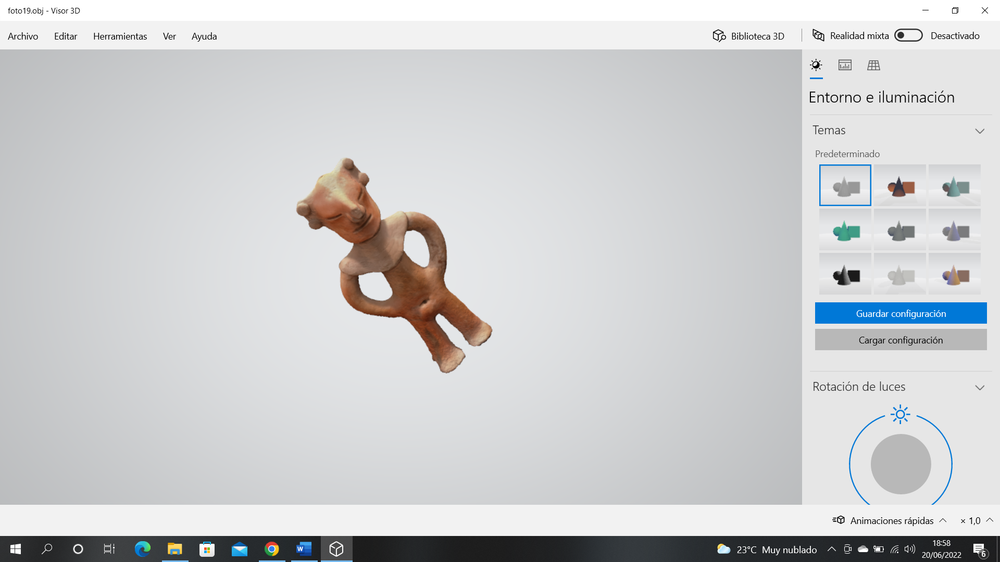 foto19.obj - Visor 3D
Archivo Editar Herramientas Ver Ayuda
Biblioteca 3D
Realidad mixta
Desactivado
Entorno e iluminación
Temas
Predeterminado
Guardar configuración
Cargar configuración
Rotación de luces
Animaciones rápidas
× 1,0
W
23°C Muy nublado
18:58
20/06/2022
6